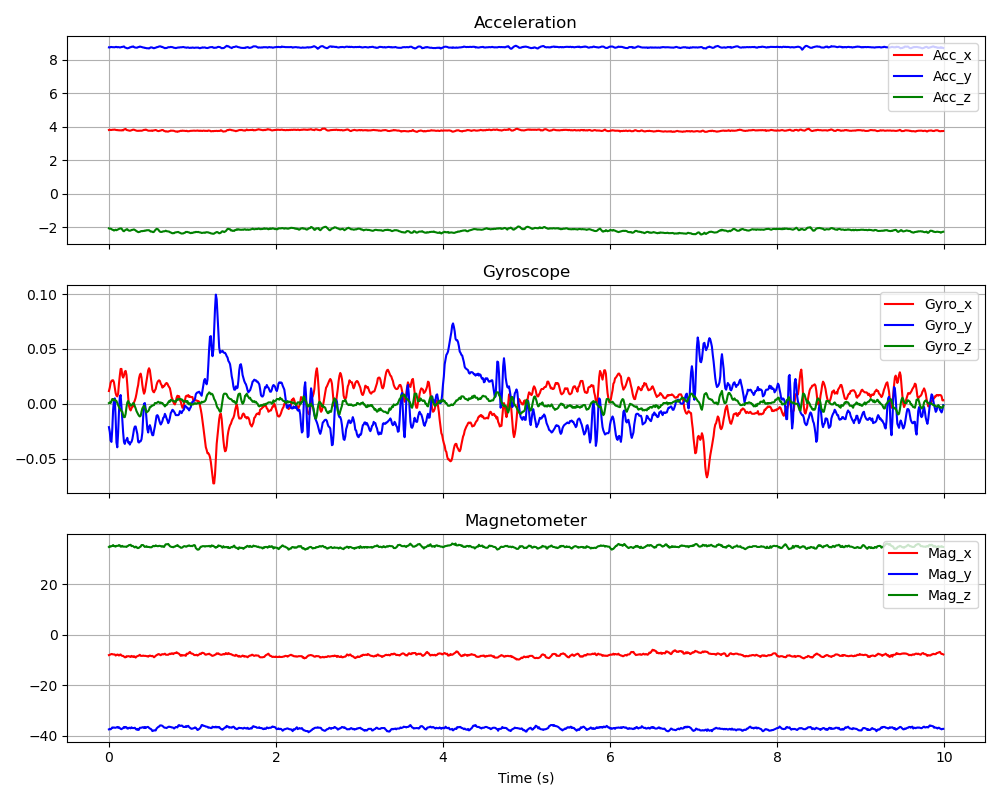 Acceleration
8
6
4
2
0
−2
Acc_x
Acc_y
Acc_z
Gyroscope
0.10
0.05
0.00
−0.05
Gyro_x
Gyro_y
Gyro_z
Magnetometer
20
0
−20
−40
Mag_x
Mag_y
Mag_z
0 2 4 6 8 10
Time (s)